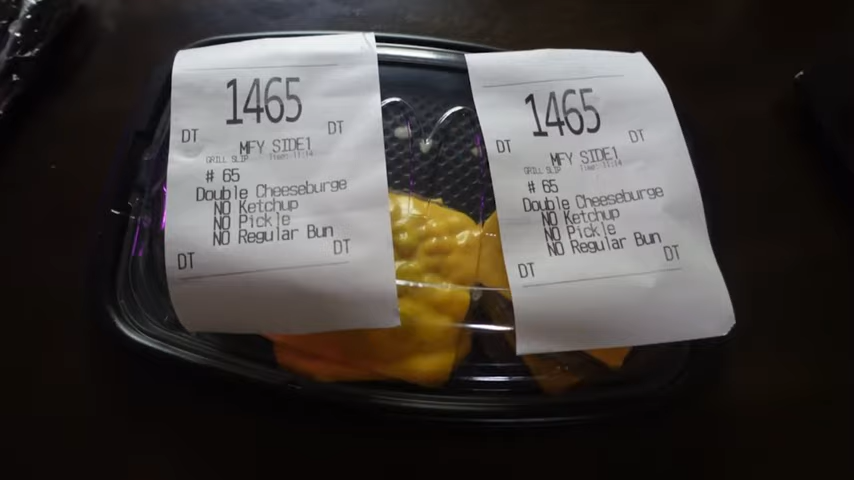 1465
DT DT
MFY SIDE1
GRILL SLIP
# 65
Double Cheeseburge
NO Ketchup
NO Pickle
NO Regular Bun
DT DT
1465
DT DT
MFY SIDE1
GRILL SLIP
# 65
Double Cheeseburge
NO Ketchup
NO Pickle
NO Regular Bun
DT DT